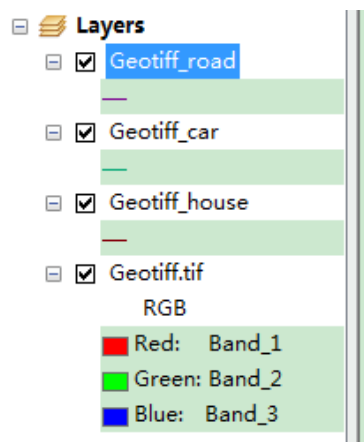 Layers
Geotiff_road
Geotiff_car
Geotiff_house
Geotiff.tif
RGB
Red: Band_1
Green: Band_2
Blue: Band_3